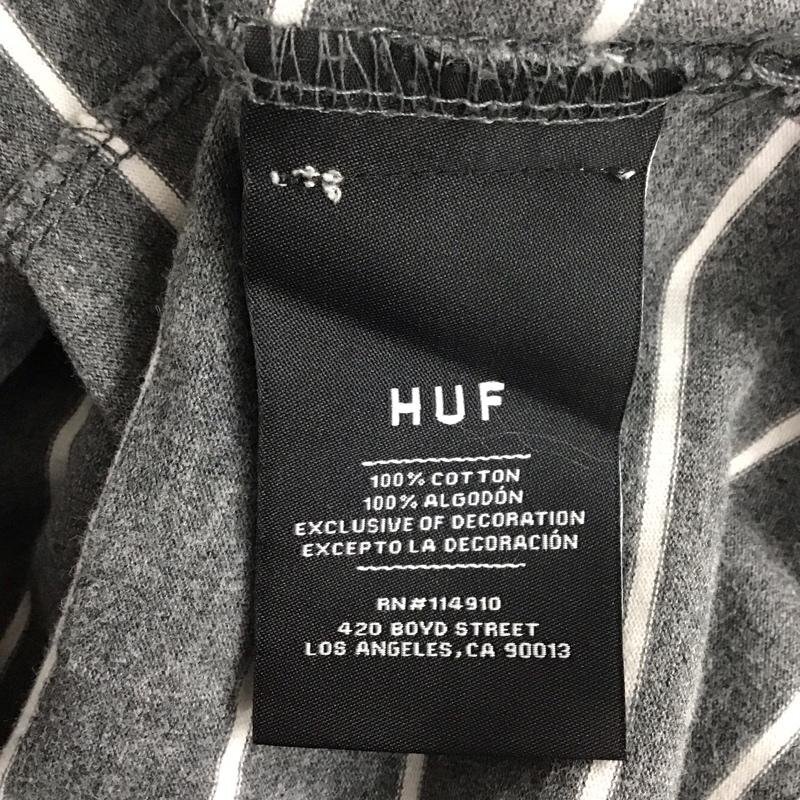 HUF
100% COTTON
100% ALGODÓN
EXCLUSIVE OF DECORATION
EXCEPTO LA DECORACIÓN
RN#114910
420 BOYD STREET
LOS ANGELES, CA 90013